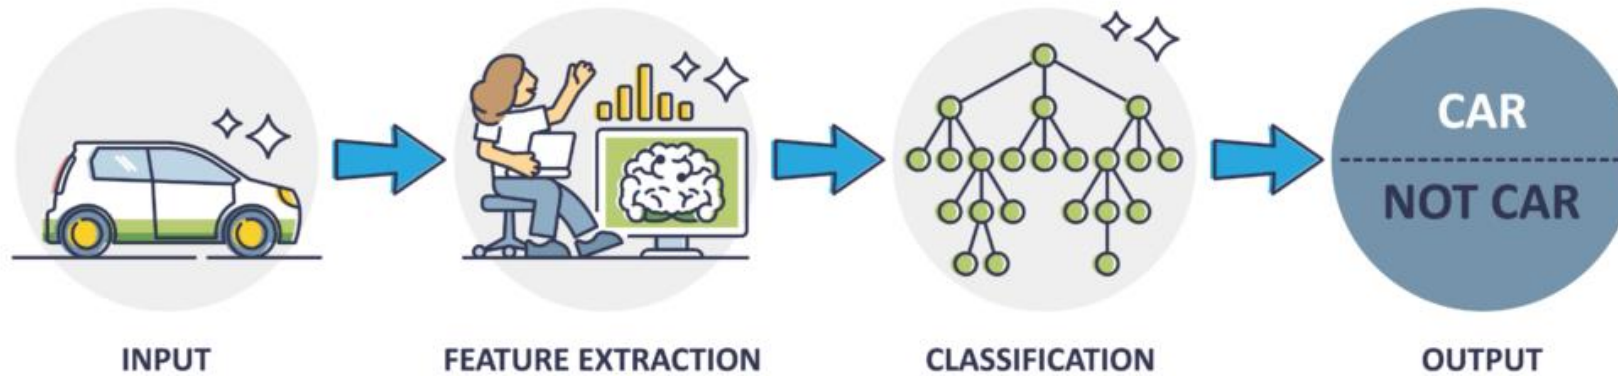 CAR
NOT CAR
INPUT
FEATURE EXTRACTION
CLASSIFICATION
OUTPUT